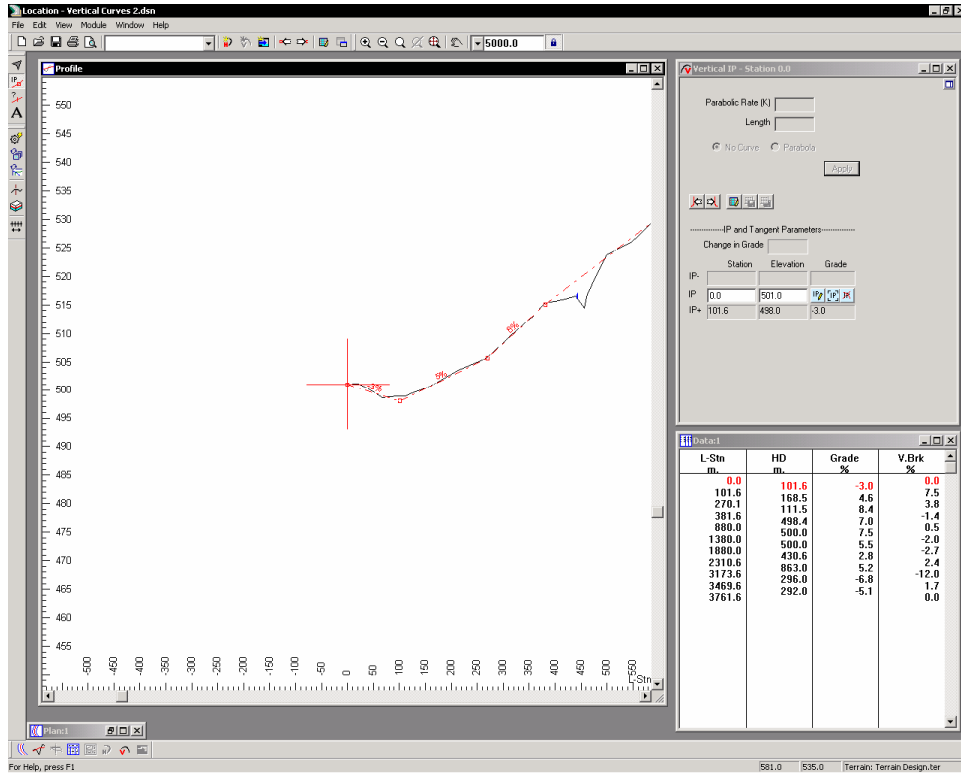 Location - Vertical Curves 2.dsn
File Edit View Module Window Help
5000.0
Profile
550
545
540
535
530
525
520
515
510
505
500
495
490
485
480
475
470
465
460
455
-3%
5%
8%
-500 -450 -400 -350 -300 -250 -200 -150 -100 -50 0 50 100 150 200 250 300 350 400 450 500 550
L-Stn
Vertical IP - Station 0.0
Parabolic Rate (K)
Length
No Curve Parabola
Apply
IP and Tangent Parameters
Change in Grade
Station Elevation Grade
IP-
IP 0.0 501.0
IP+ 101.6 498.0 -3.0
Data:1
L-Stn HD Grade V.Brk
m. m. % %
0.0 101.6 -3.0 0.0
101.6 168.5 4.6 7.5
270.1 111.5 8.4 3.8
381.6 498.4 7.0 -1.4
880.0 500.0 7.5 0.5
1380.0 500.0 5.5 -2.0
1880.0 430.6 2.8 -2.7
2310.6 863.0 5.2 2.4
3173.6 296.0 -6.8 -12.0
3469.6 292.0 -5.1 1.7
3761.6 0.0
Plan:1
For Help, press F1
581.0 535.0 Terrain: Terrain Design.ter